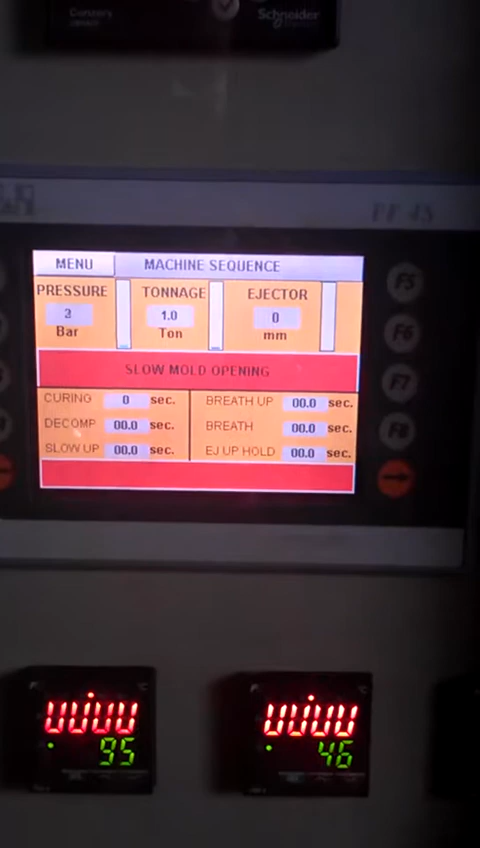 Schneider
MENU MACHINE SEQUENCE
PRESSURE TONNAGE EJECTOR
3 1.0 0
Bar Ton mm
SLOW MOLD OPENING
CURING 0 sec. BREATH UP 00.0 sec.
DECOMP 00.0 sec. BREATH 00.0 sec.
SLOW UP 00.0 sec. EJ UP HOLD 00.0 sec.
F5
F6
F7
F8
95 46